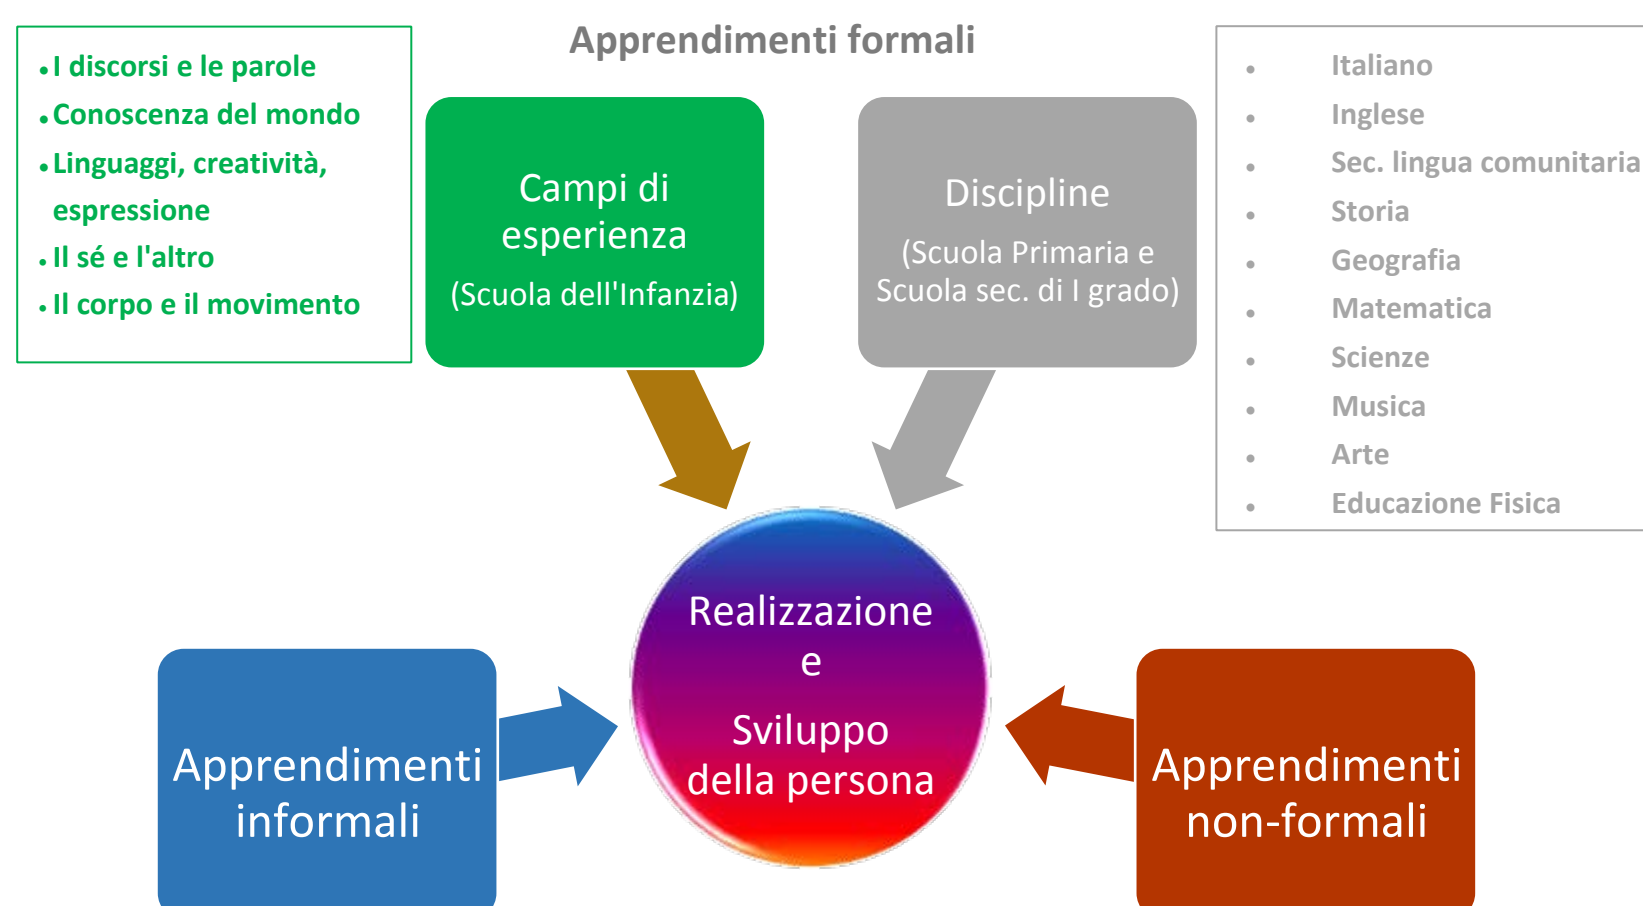 Apprendimenti formali
• I discorsi e le parole
• Conoscenza del mondo
• Linguaggi, creatività,
espressione
• Il sé e l'altro
• Il corpo e il movimento
Campi di
esperienza
(Scuola dell'Infanzia)
Discipline
(Scuola Primaria e
Scuola sec. di I grado)
• Italiano
• Inglese
• Sec. lingua comunitaria
• Storia
• Geografia
• Matematica
• Scienze
• Musica
• Arte
• Educazione Fisica
Realizzazione
e
Sviluppo
della persona
Apprendimenti
informali
Apprendimenti
non-formali